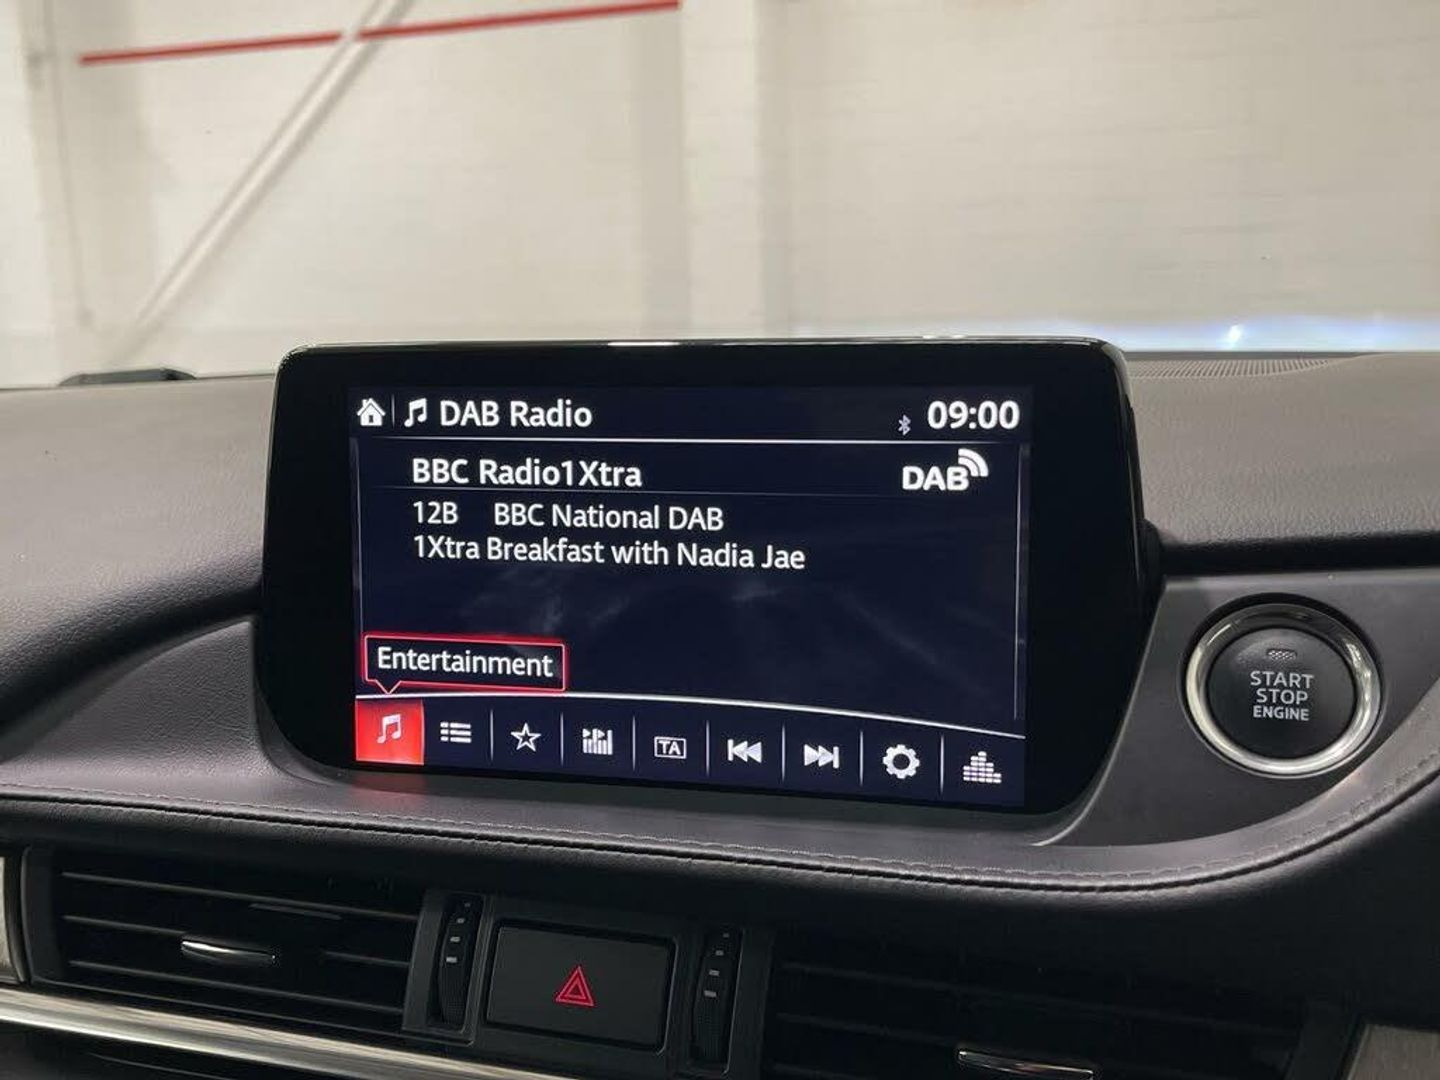 DAB Radio 09:00
BBC Radio1Xtra DAB
12B BBC National DAB
1Xtra Breakfast with Nadia Jae
Entertainment
TA
START
STOP
ENGINE